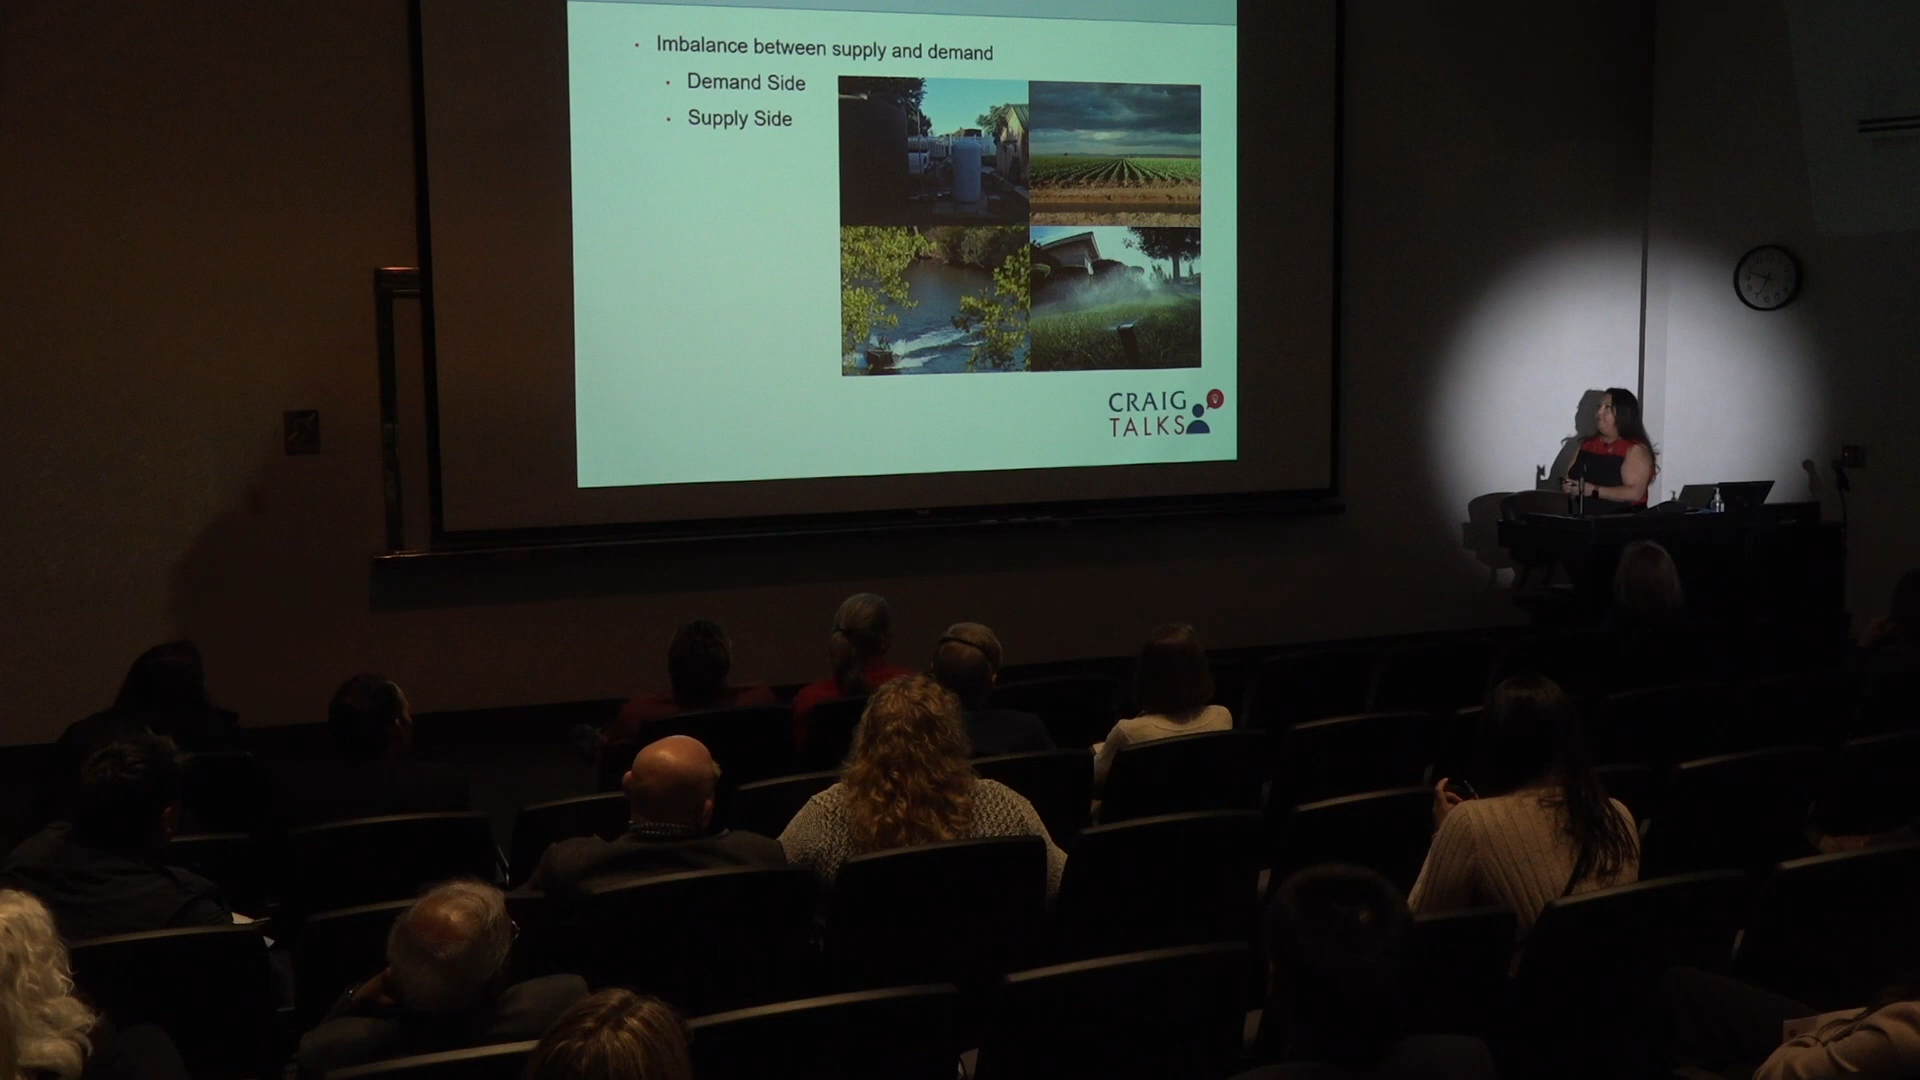 Imbalance between supply and demand
Demand Side
Supply Side
CRAIG
TALKS